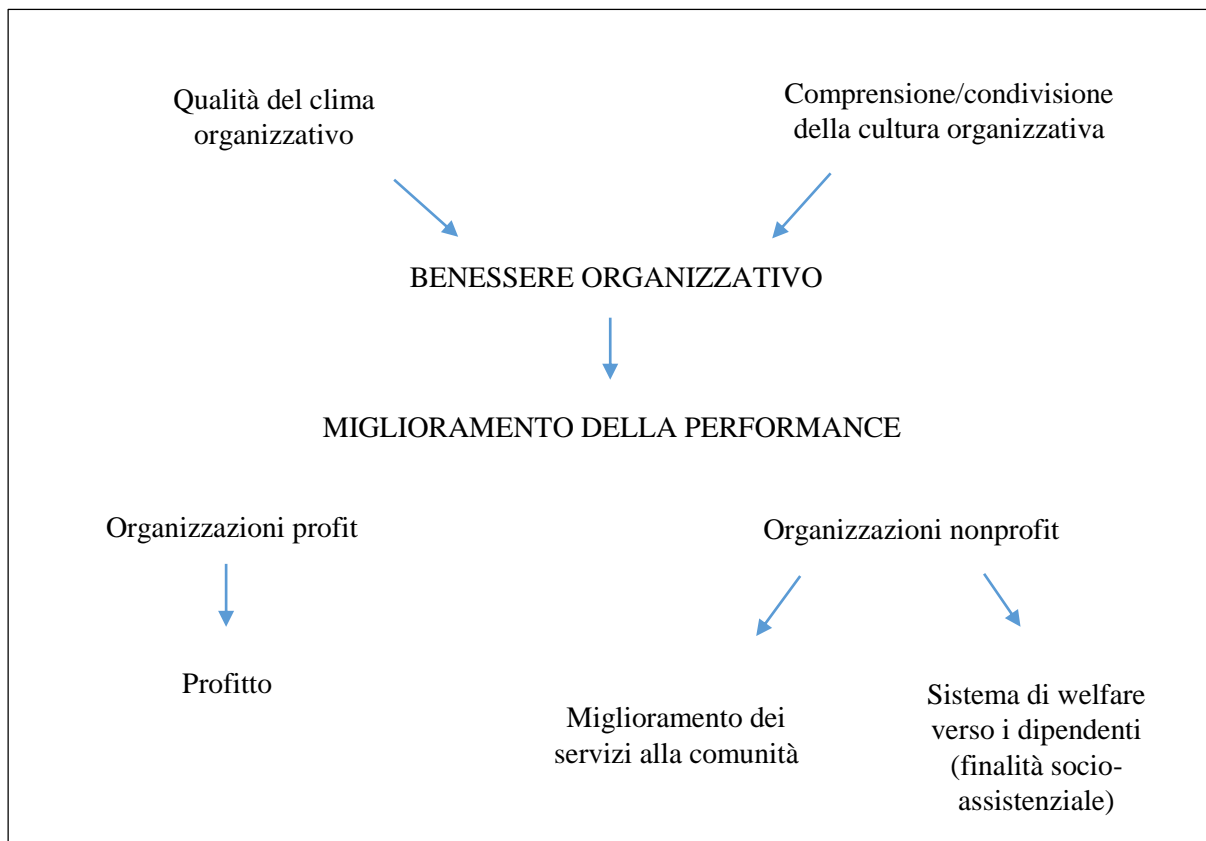 Qualità del clima
organizzativo
Comprensione/condivisione
della cultura organizzativa
BENESSERE ORGANIZZATIVO
MIGLIORAMENTO DELLA PERFORMANCE
Organizzazioni profit
Organizzazioni nonprofit
Profitto
Miglioramento dei
servizi alla comunità
Sistema di welfare
verso i dipendenti
(finalità socio-
assistenziale)